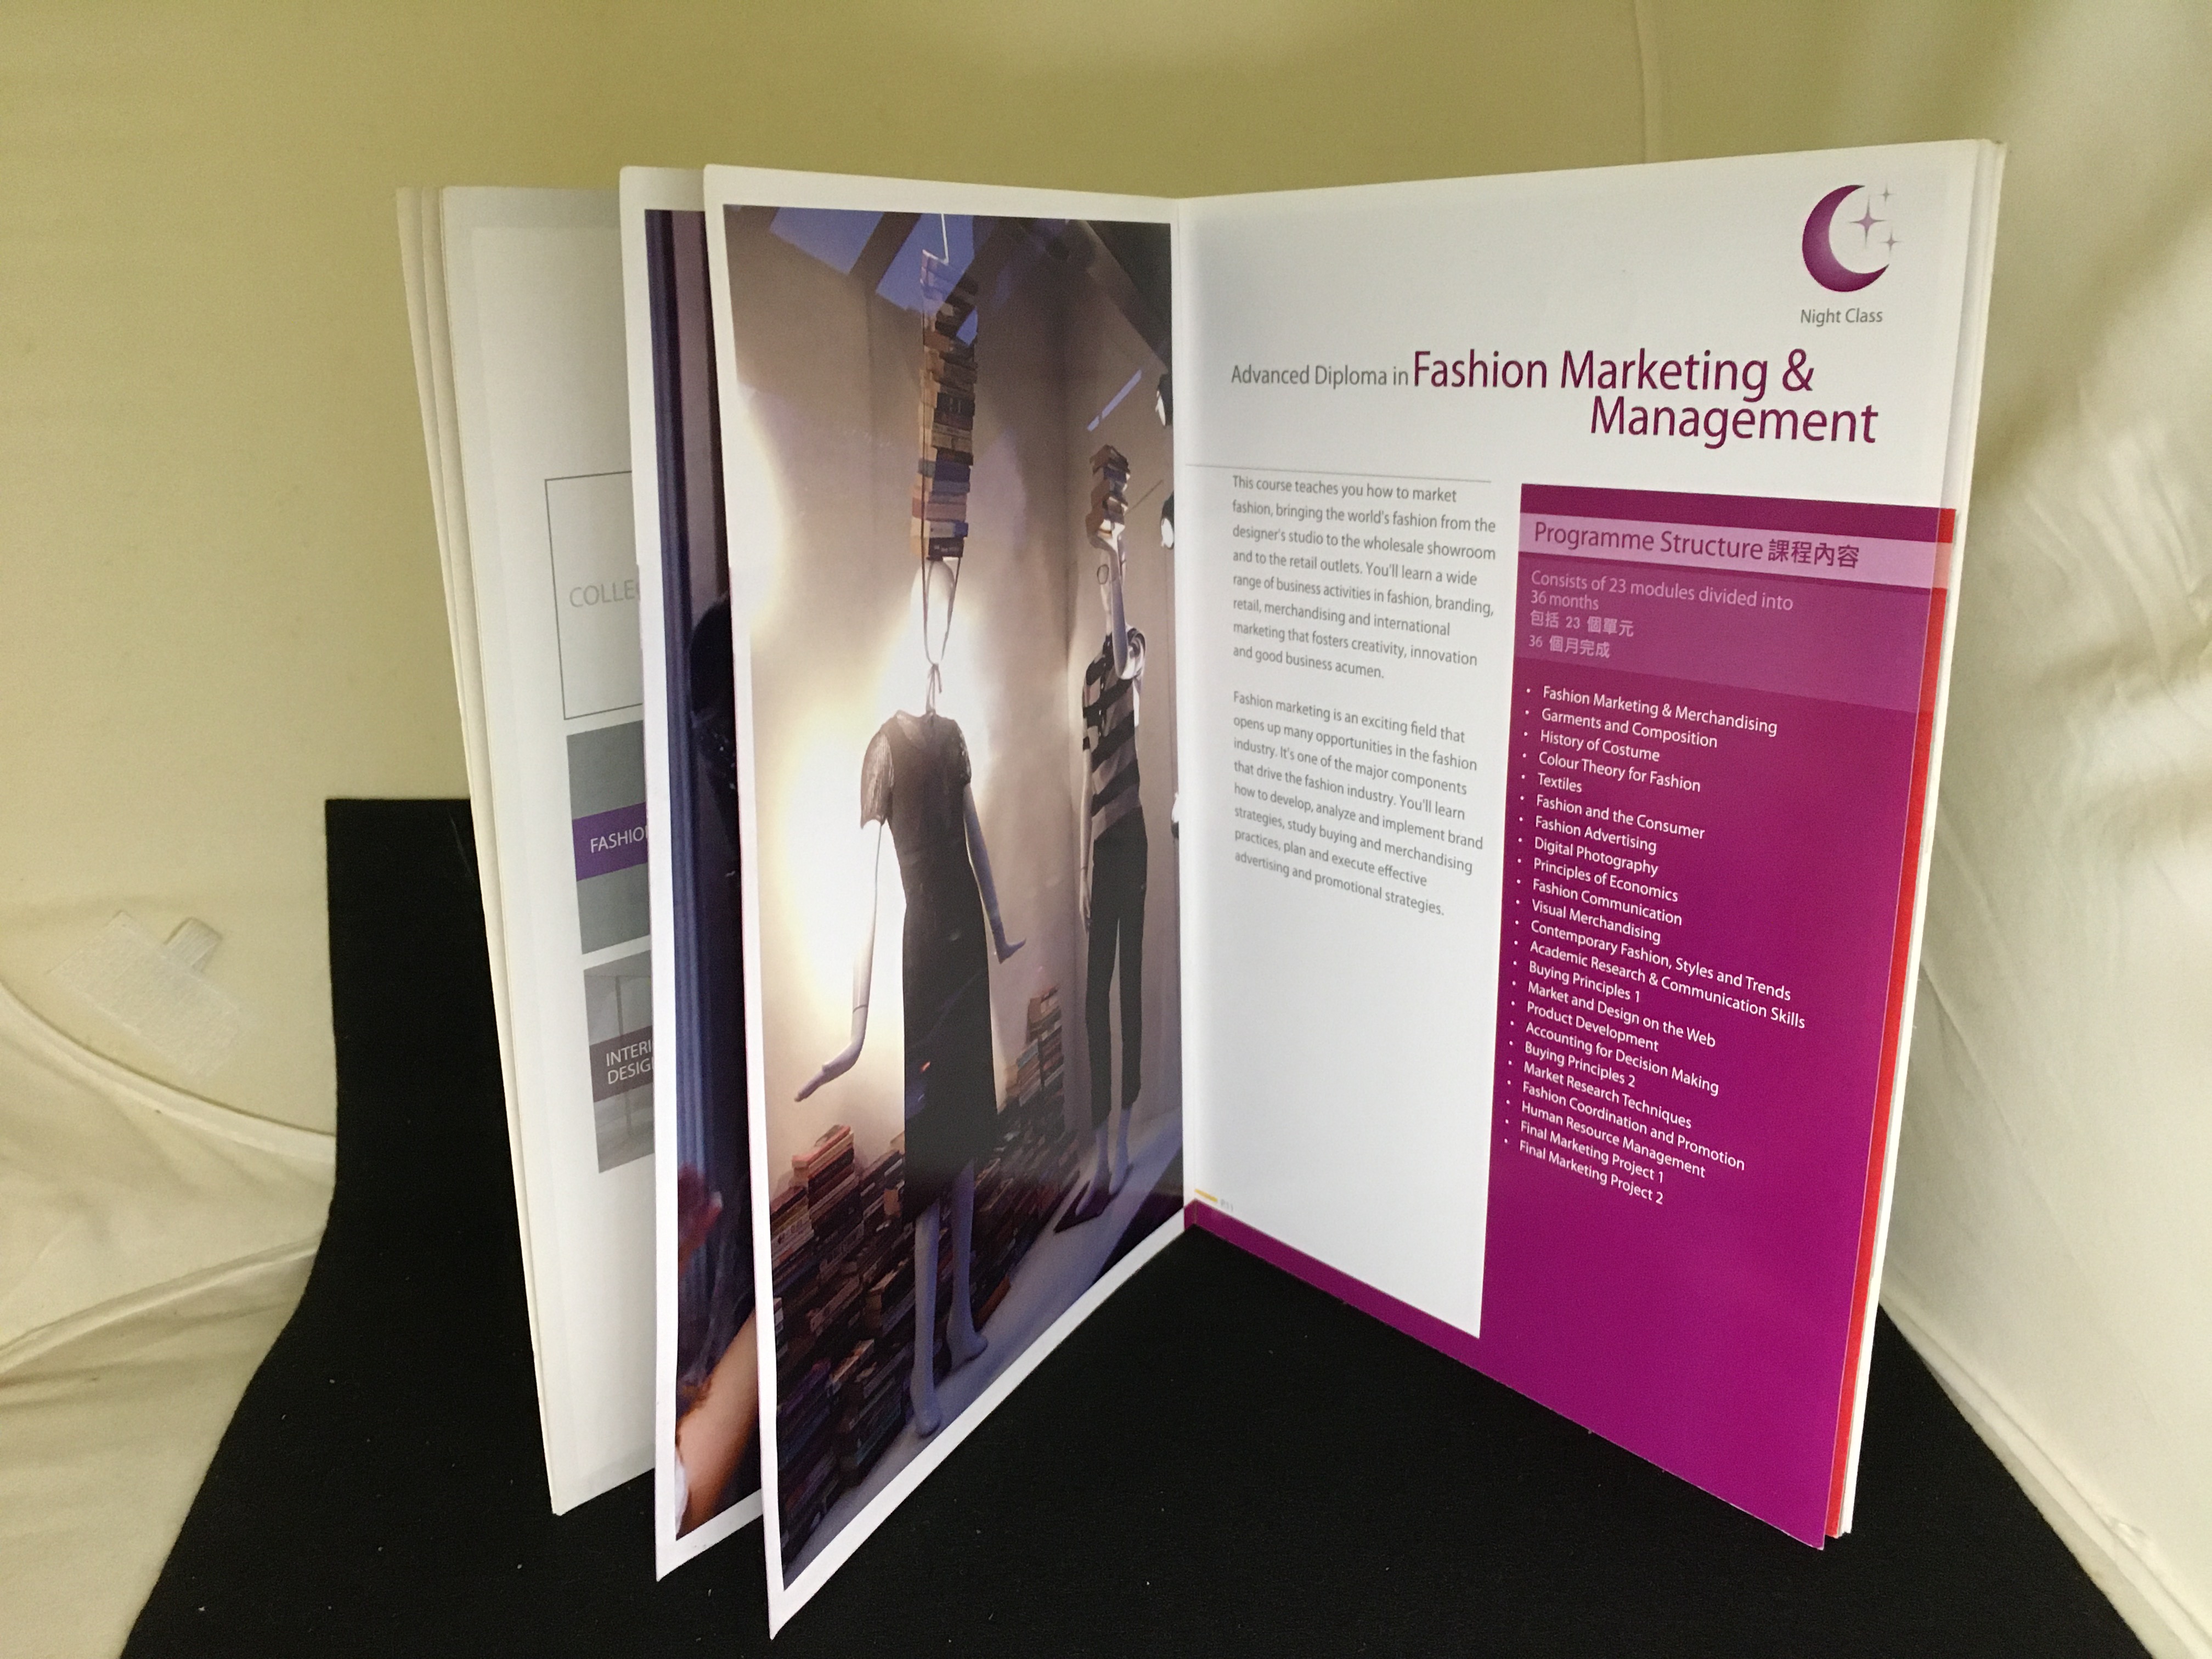 COLLE
FASHIO
INTERI
DESIG
Night Class
Advanced Diploma in Fashion Marketing &
Management
This course teaches you how to market
fashion, bringing the world's fashion from the
designer's studio to the wholesale showroom
and to the retail outlets. You'll learn a wide
range of business activities in fashion, branding,
retail, merchandising and international
marketing that fosters creativity, innovation
and good business acumen.
Fashion marketing is an exciting field that
opens up many opportunities in the fashion
industry. It's one of the major components
that drive the fashion industry. You'll learn
how to develop, analyze and implement brand
strategies, study buying and merchandising
practices, plan and execute effective
advertising and promotional strategies.
Programme Structure 課程內容
Consists of 23 modules divided into
36 months
包括 23 個單元
36 個月完成
• Fashion Marketing & Merchandising
• Garments and Composition
• History of Costume
• Colour Theory for Fashion
• Textiles
• Fashion and the Consumer
• Fashion Advertising
• Digital Photography
• Principles of Economics
• Fashion Communication
• Visual Merchandising
• Contemporary Fashion, Styles and Trends
• Academic Research & Communication Skills
• Buying Principles 1
• Market and Design on the Web
• Product Development
• Accounting for Decision Making
• Buying Principles 2
• Market Research Techniques
• Fashion Coordination and Promotion
• Human Resource Management
• Final Marketing Project 1
• Final Marketing Project 2